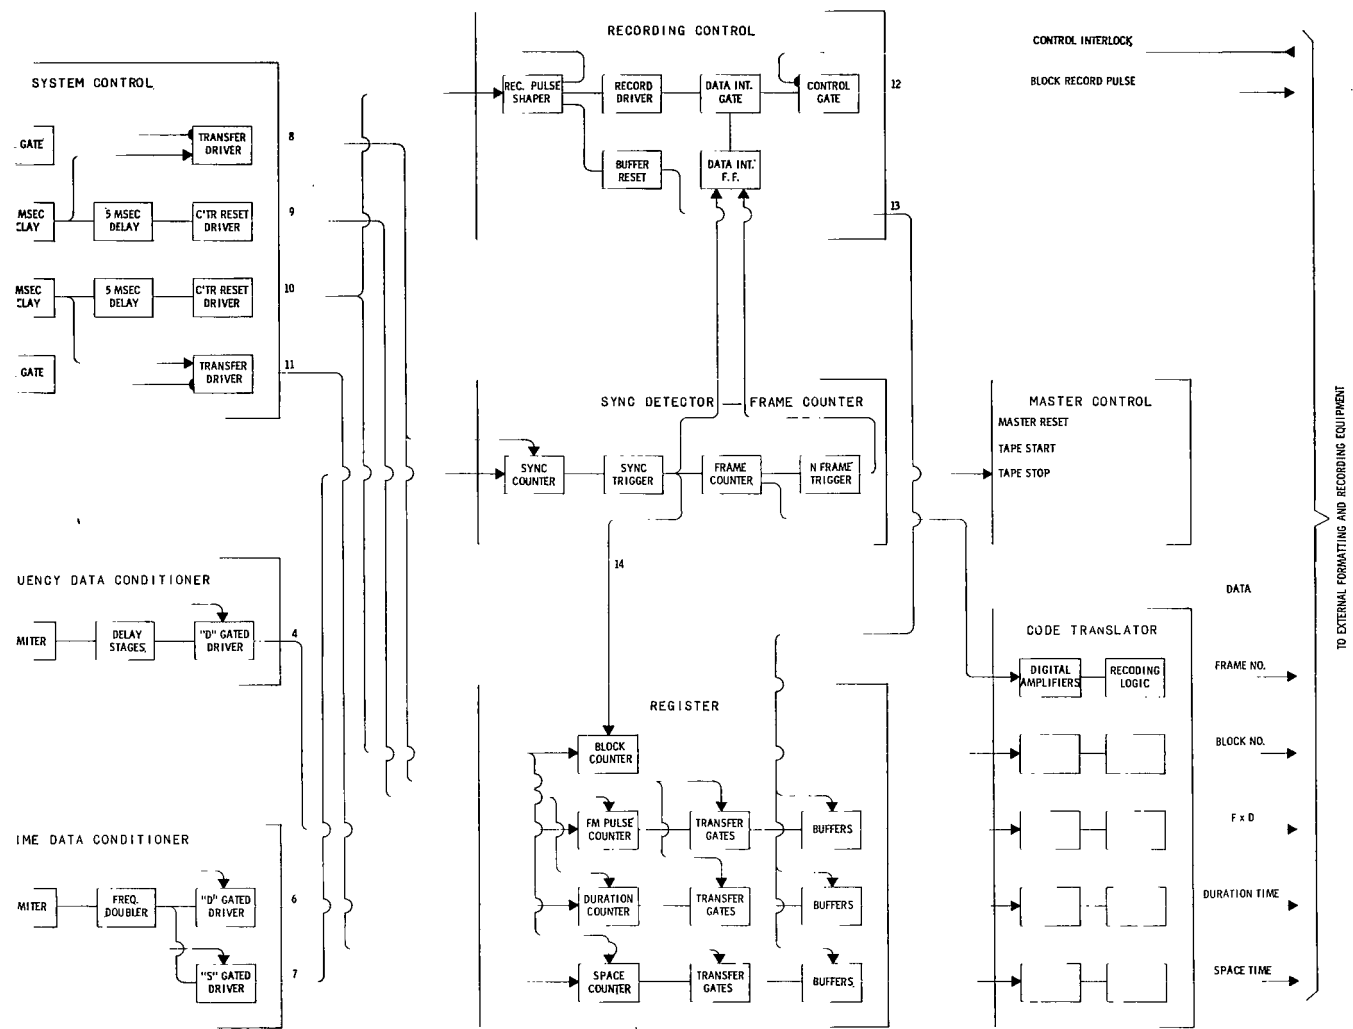 SYSTEM CONTROL
GATE
TRANSFER
DRIVER
8
MSEC
5 MSEC
DELAY
C'TR RESET
DRIVER
9
MSEC
5 MSEC
DELAY
C'TR RESET
DRIVER
10
GATE
TRANSFER
DRIVER
11
RECORDING CONTROL
REC. PULSE
SHAPER
RECORD
DRIVER
DATA INT.
GATE
CONTROL
GATE
12
BUFFER
RESET
DATA INT.
F. F.
13
CONTROL INTERLOCK
BLOCK RECORD PULSE
SYNC DETECTOR — FRAME COUNTER
SYNC
COUNTER
SYNC
TRIGGER
FRAME
COUNTER
N FRAME
TRIGGER
14
MASTER CONTROL
MASTER RESET
TAPE START
TAPE STOP
UENCY DATA CONDITIONER
MITER
DELAY
STAGES
"D" GATED
DRIVER
4
IME DATA CONDITIONER
MITER
FREQ.
DOUBLER
"D" GATED
DRIVER
6
"S" GATED
DRIVER
7
REGISTER
BLOCK
COUNTER
FM PULSE
COUNTER
TRANSFER
GATES
BUFFERS
DURATION
COUNTER
TRANSFER
GATES
BUFFERS
SPACE
COUNTER
TRANSFER
GATES
BUFFERS
CODE TRANSLATOR
DIGITAL
AMPLIFIERS
RECODING
LOGIC
DATA
FRAME NO.
BLOCK NO.
F x D
DURATION TIME
SPACE TIME
TO EXTERNAL FORMATTING AND RECORDING EQUIPMENT